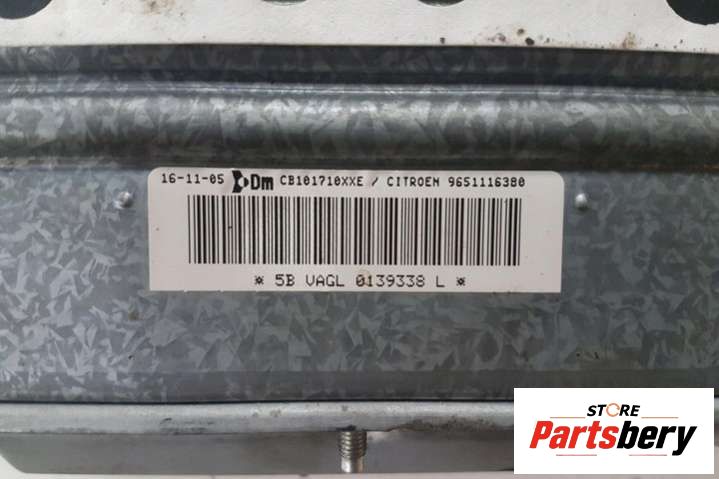 16-11-05 Dm CB101710XXE / CITROEN 9651116380
* 5B VAGL 0139338 L *
STORE
Partsbery